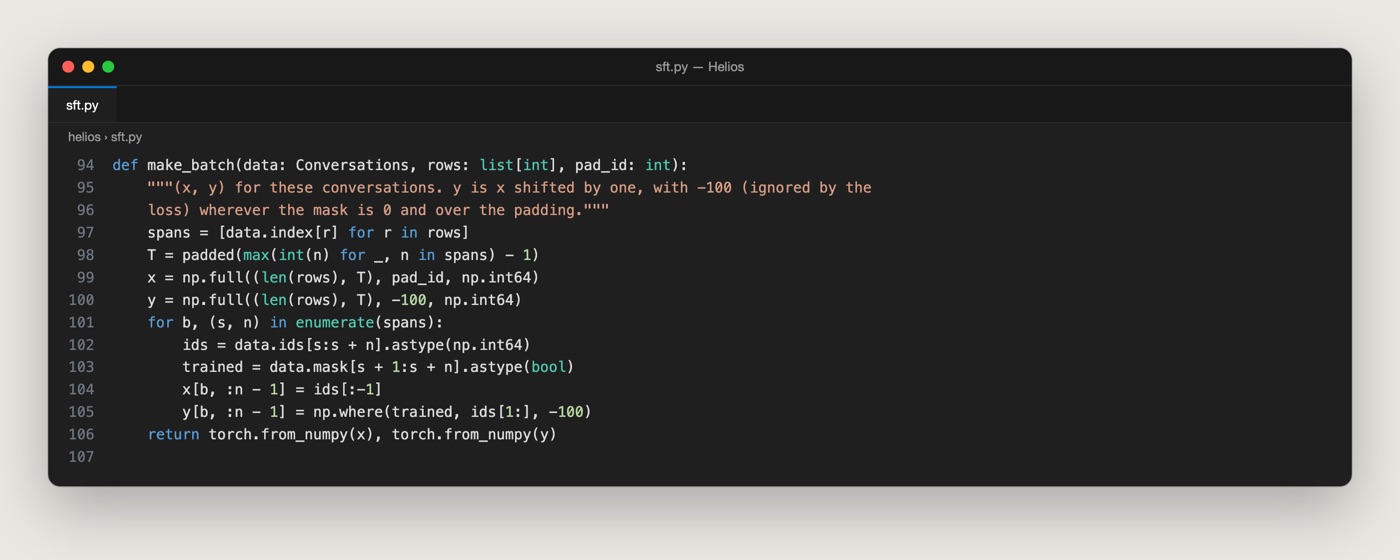 sft.py — Helios
sft.py
helios › sft.py
94 def make_batch(data: Conversations, rows: list[int], pad_id: int):
95     """(x, y) for these conversations. y is x shifted by one, with -100 (ignored by the
96     loss) wherever the mask is 0 and over the padding."""
97     spans = [data.index[r] for r in rows]
98     T = padded(max(int(n) for _, n in spans) - 1)
99     x = np.full((len(rows), T), pad_id, np.int64)
100     y = np.full((len(rows), T), -100, np.int64)
101     for b, (s, n) in enumerate(spans):
102         ids = data.ids[s:s + n].astype(np.int64)
103         trained = data.mask[s + 1:s + n].astype(bool)
104         x[b, :n - 1] = ids[:-1]
105         y[b, :n - 1] = np.where(trained, ids[1:], -100)
106     return torch.from_numpy(x), torch.from_numpy(y)
107